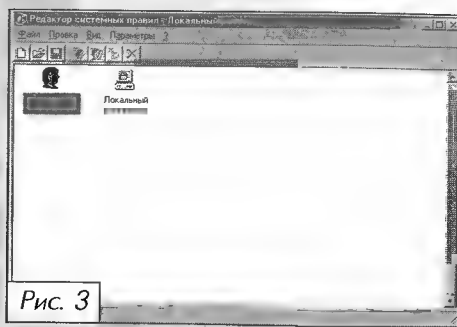 Редактор системных правил - Локальный
Файл Правка Вид Параметры ?
Локальный
Рис. 3